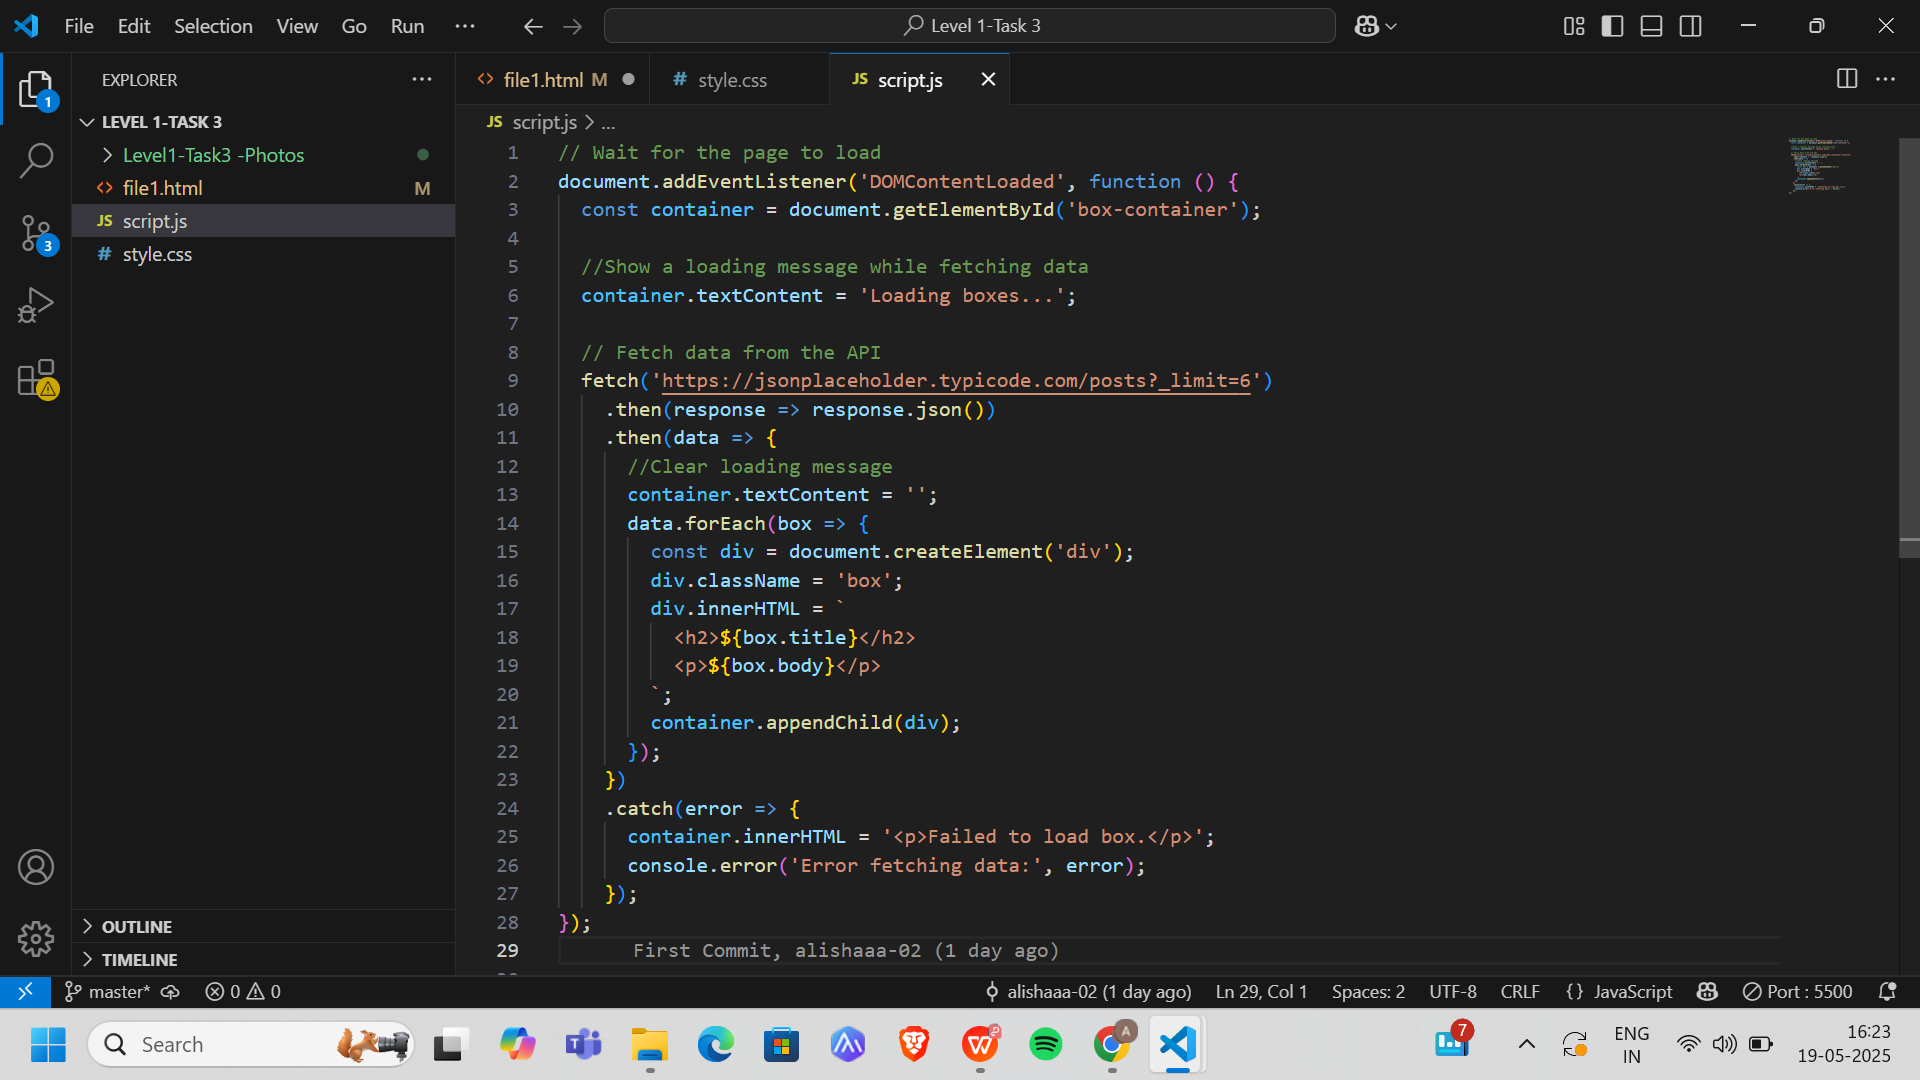 File Edit Selection View Go Run ··· Level 1-Task 3
EXPLORER ···
LEVEL 1-TASK 3
Level1-Task3 -Photos
file1.html M
script.js
style.css
OUTLINE
TIMELINE
file1.html M style.css script.js
script.js > ...
1 // Wait for the page to load
2 document.addEventListener('DOMContentLoaded', function () {
3 const container = document.getElementById('box-container');
4
5 //Show a loading message while fetching data
6 container.textContent = 'Loading boxes...';
7
8 // Fetch data from the API
9 fetch('https://jsonplaceholder.typicode.com/posts?_limit=6')
10 .then(response => response.json())
11 .then(data => {
12 //Clear loading message
13 container.textContent = '';
14 data.forEach(box => {
15 const div = document.createElement('div');
16 div.className = 'box';
17 div.innerHTML = `
18 <h2>${box.title}</h2>
19 <p>${box.body}</p>
20 `;
21 container.appendChild(div);
22 });
23 })
24 .catch(error => {
25 container.innerHTML = '<p>Failed to load box.</p>';
26 console.error('Error fetching data:', error);
27 });
28 });
29 First Commit, alishaaa-02 (1 day ago)
master* 0 0 alishaaa-02 (1 day ago) Ln 29, Col 1 Spaces: 2 UTF-8 CRLF {} JavaScript Port : 5500
Search
7
ENG
IN
16:23
19-05-2025